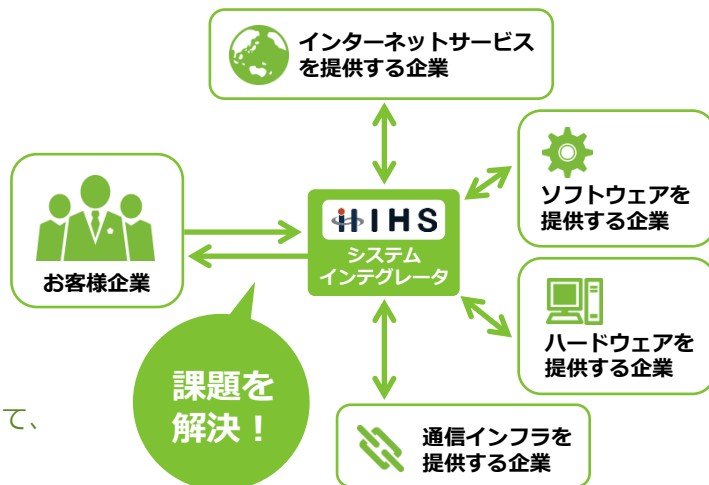 インターネットサービス
を提供する企業
ソフトウェアを
提供する企業
IHS
システム
インテグレータ
お客様企業
ハードウェアを
提供する企業
課題を
解決！
て、
通信インフラを
提供する企業